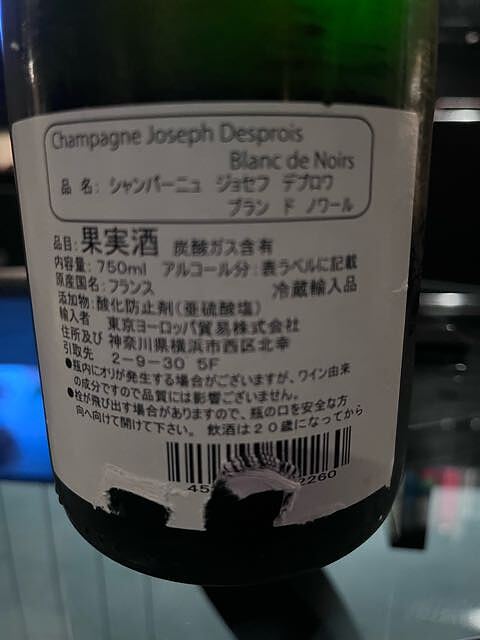 Champagne Joseph Desprois
Blanc de Noirs
品 名: シャンパーニュ ジョセフ デプロワ
ブラン ド ノワール
品目: 果実酒 炭酸ガス含有
内容量: 750ml アルコール分: 表ラベルに記載
原産国名: フランス 冷蔵輸入品
添加物: 酸化防止剤(亜硫酸塩)
輸入者 東京ヨーロッパ貿易株式会社
住所及び 神奈川県横浜市西区北幸
引取先 2-9-30 5F
●瓶内にオリが発生する場合がございますが、ワイン由来
の成分ですので品質には影響ございません。
●栓が飛び出す場合がありますので、瓶の口を安全な方
向へ向けて開けて下さい。 飲酒は20歳になってから
45 2260